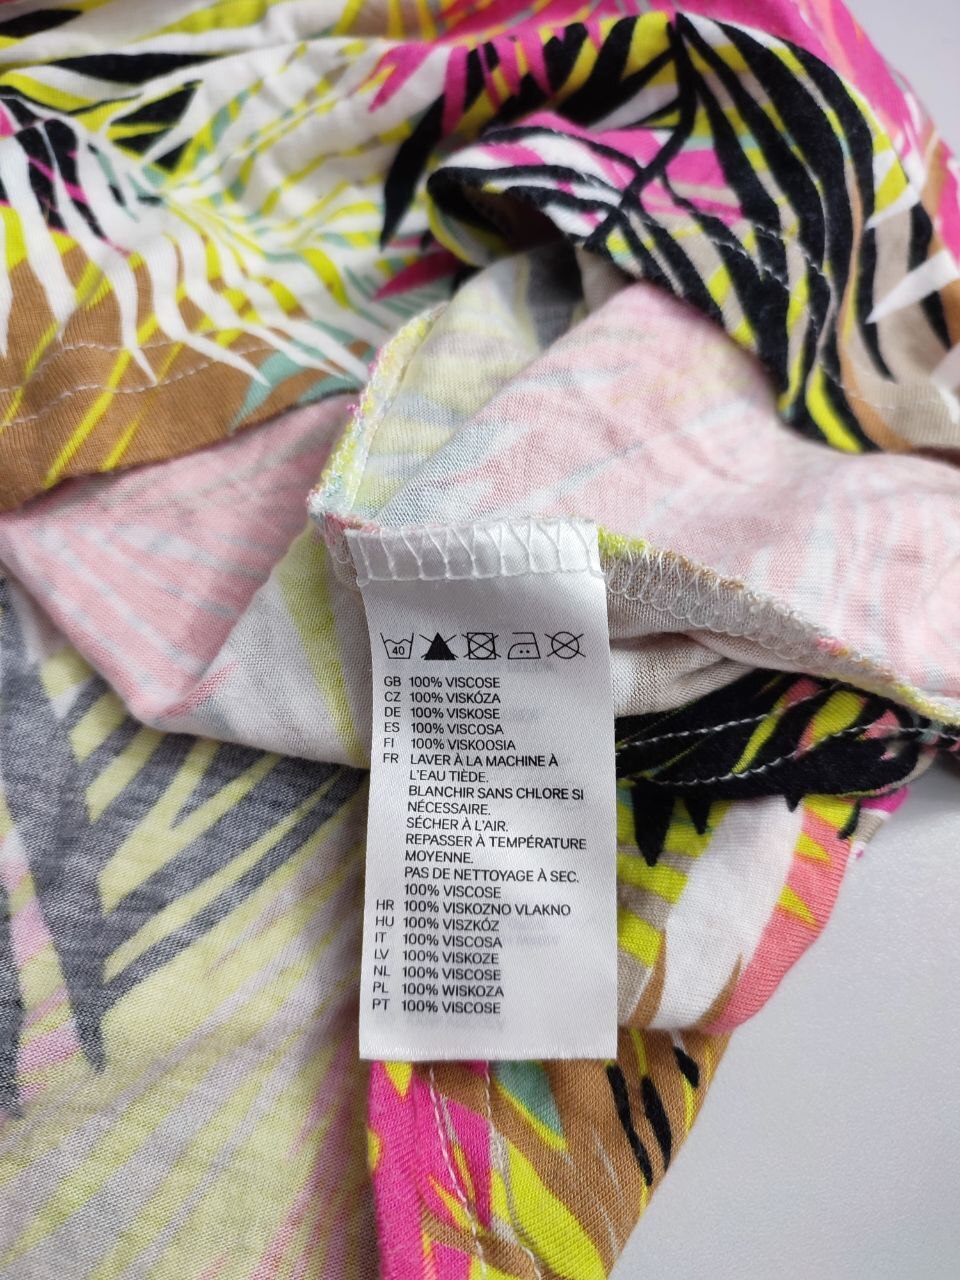 40
GB 100% VISCOSE
CZ 100% VISKÓZA
DE 100% VISKOSE
ES 100% VISCOSA
FI 100% VISKOOSIA
FR LAVER À LA MACHINE À
L'EAU TIÈDE.
BLANCHIR SANS CHLORE SI
NÉCESSAIRE.
SÉCHER À L'AIR.
REPASSER À TEMPÉRATURE
MOYENNE.
PAS DE NETTOYAGE À SEC.
100% VISCOSE
HR 100% VISKOZNO VLAKNO
HU 100% VISZKÓZ
IT 100% VISCOSA
LV 100% VISKOZE
NL 100% VISCOSE
PL 100% WISKOZA
PT 100% VISCOSE